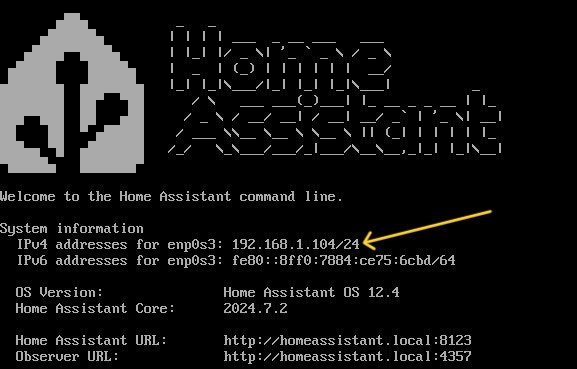 Home
Assistant
Welcome to the Home Assistant command line.
System information
IPv4 addresses for enp0s3: 192.168.1.104/24
IPv6 addresses for enp0s3: fe80::8ff0:7884:ce75:6cbd/64
OS Version: Home Assistant OS 12.4
Home Assistant Core: 2024.7.2
Home Assistant URL: http://homeassistant.local:8123
Observer URL: http://homeassistant.local:4357